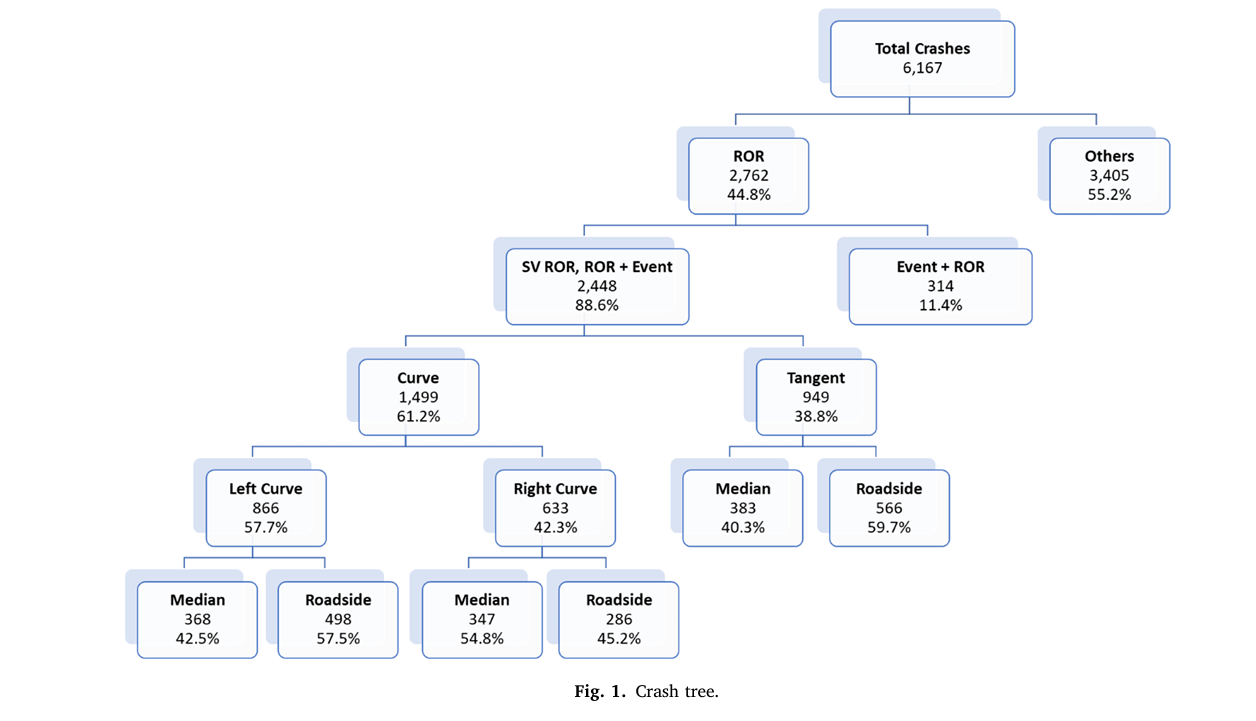 Total Crashes
6,167
ROR
2,762
44.8%
Others
3,405
55.2%
SV ROR, ROR + Event
2,448
88.6%
Event + ROR
314
11.4%
Curve
1,499
61.2%
Tangent
949
38.8%
Left Curve
866
57.7%
Right Curve
633
42.3%
Median
383
40.3%
Roadside
566
59.7%
Median
368
42.5%
Roadside
498
57.5%
Median
347
54.8%
Roadside
286
45.2%
Fig. 1. Crash tree.